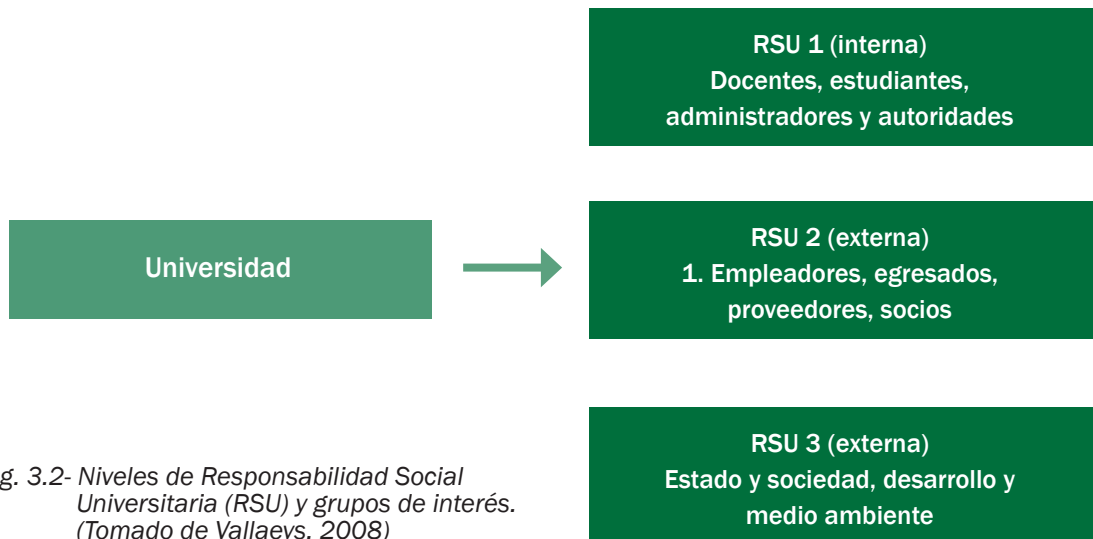 RSU 1 (interna)
Docentes, estudiantes,
administradores y autoridades
Universidad
RSU 2 (externa)
1. Empleadores, egresados,
proveedores, socios
RSU 3 (externa)
Estado y sociedad, desarrollo y
medio ambiente
g. 3.2- Niveles de Responsabilidad Social
Universitaria (RSU) y grupos de interés.
(Tomado de Vallaeys, 2008)